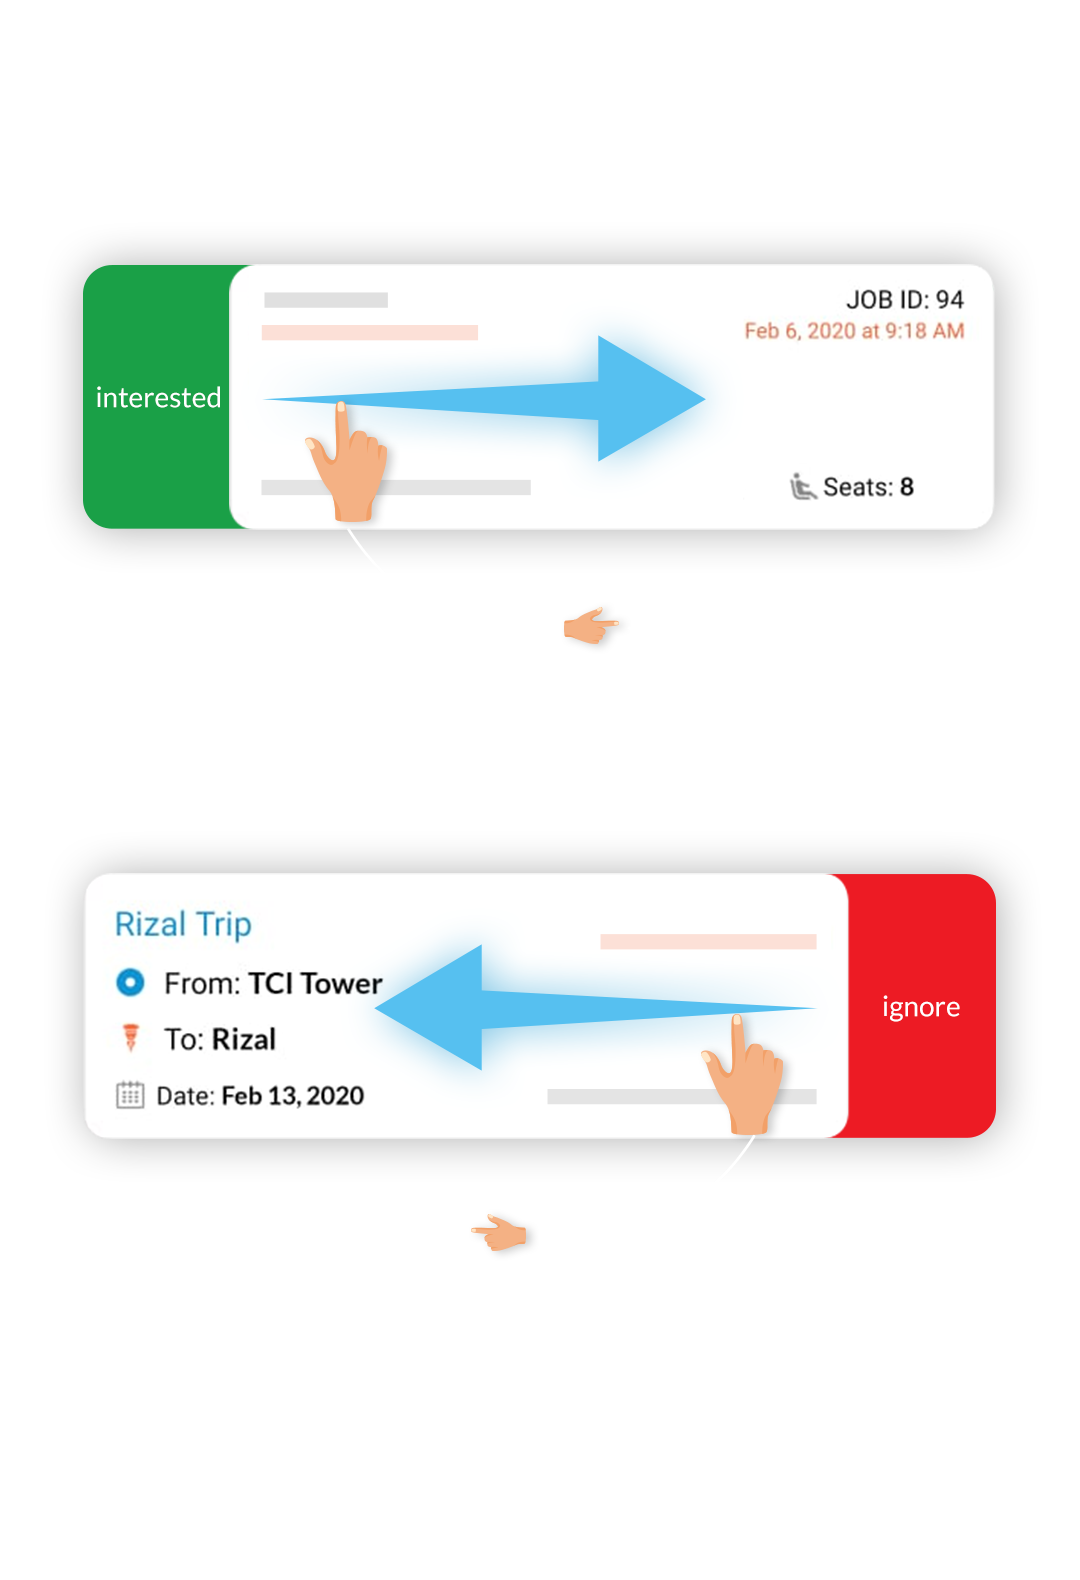 interested
JOB ID: 94
Feb 6, 2020 at 9:18 AM
Seats: 8
Rizal Trip
From: TCI Tower
To: Rizal
Date: Feb 13, 2020
ignore